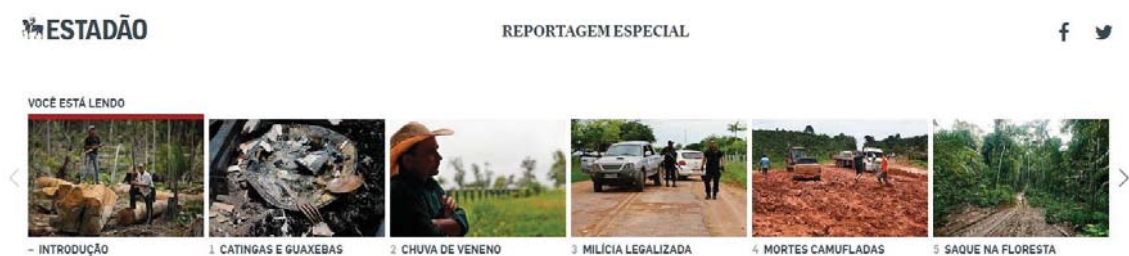 ESTADÃO
REPORTAGEM ESPECIAL
VOCÊ ESTÁ LENDO
– INTRODUÇÃO
1 CATINGAS E GUAXEBAS
2 CHUVA DE VENENO
3 MILÍCIA LEGALIZADA
4 MORTES CAMUFLADAS
5 SAQUE NA FLORESTA